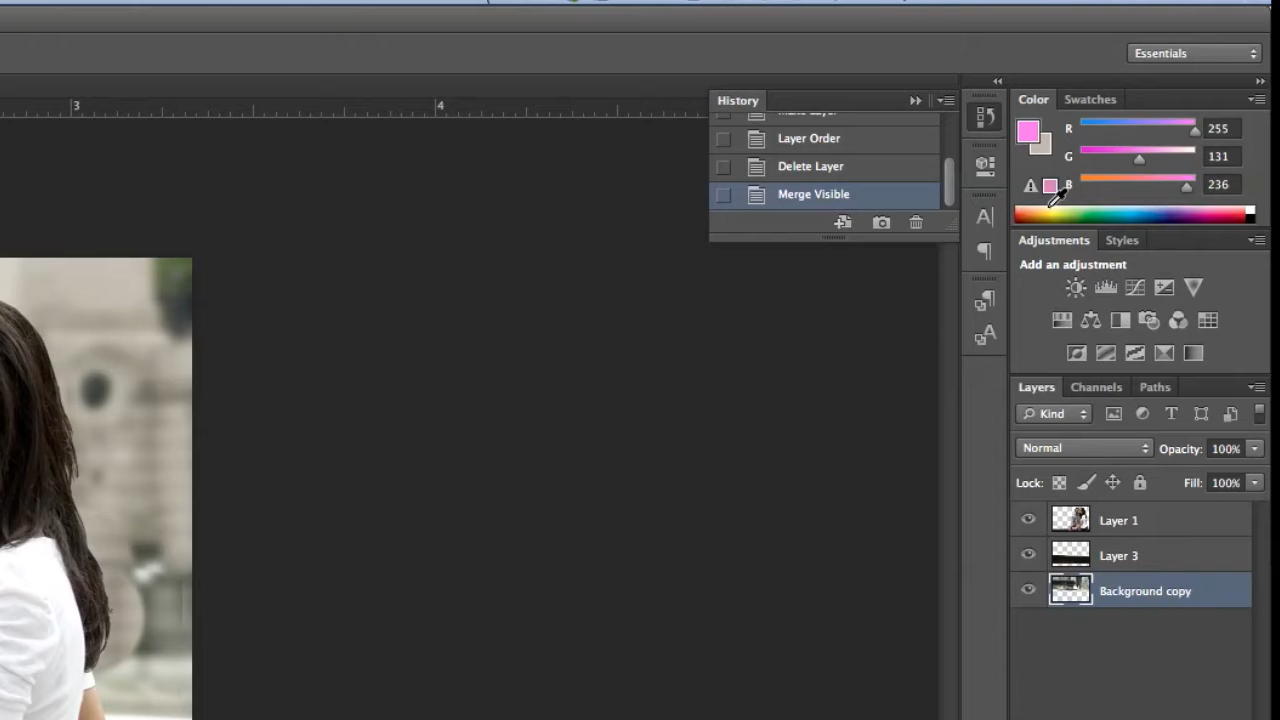 Essentials
3
4
History
Layer Order
Delete Layer
Merge Visible
Color Swatches
R 255
G 131
B 236
Adjustments Styles
Add an adjustment
Layers Channels Paths
Kind
Normal Opacity: 100%
Lock: Fill: 100%
Layer 1
Layer 3
Background copy